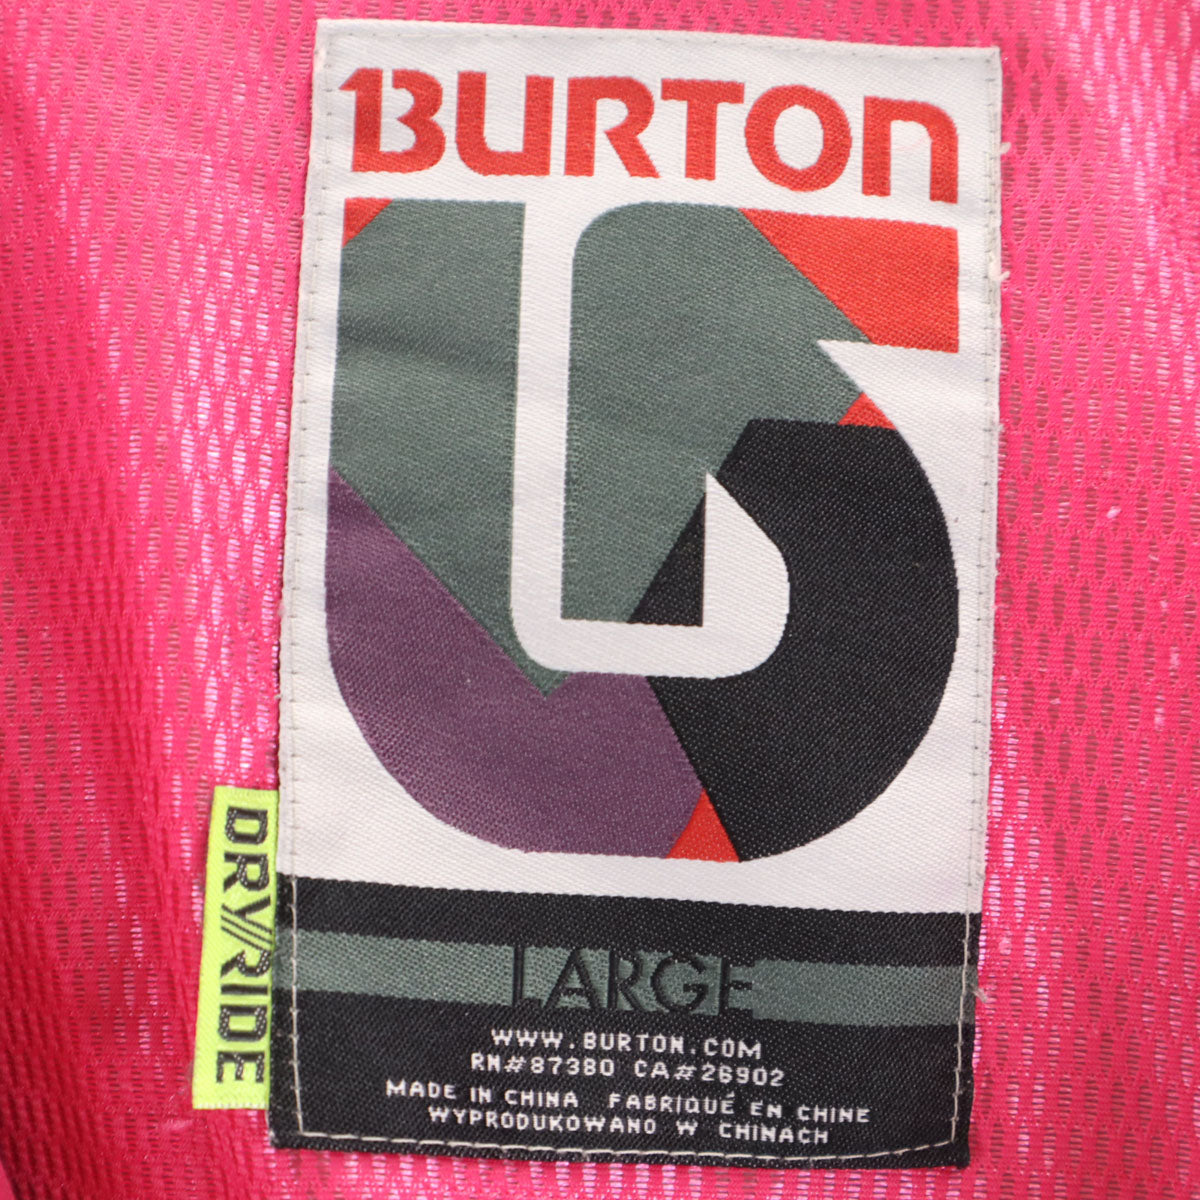 BURTON
DRY///RIDE
LARGE
WWW.BURTON.COM
RN#87380 CA#26902
MADE IN CHINA FABRIQUÉ EN CHINE
WYPRODUKOWANO W CHINACH